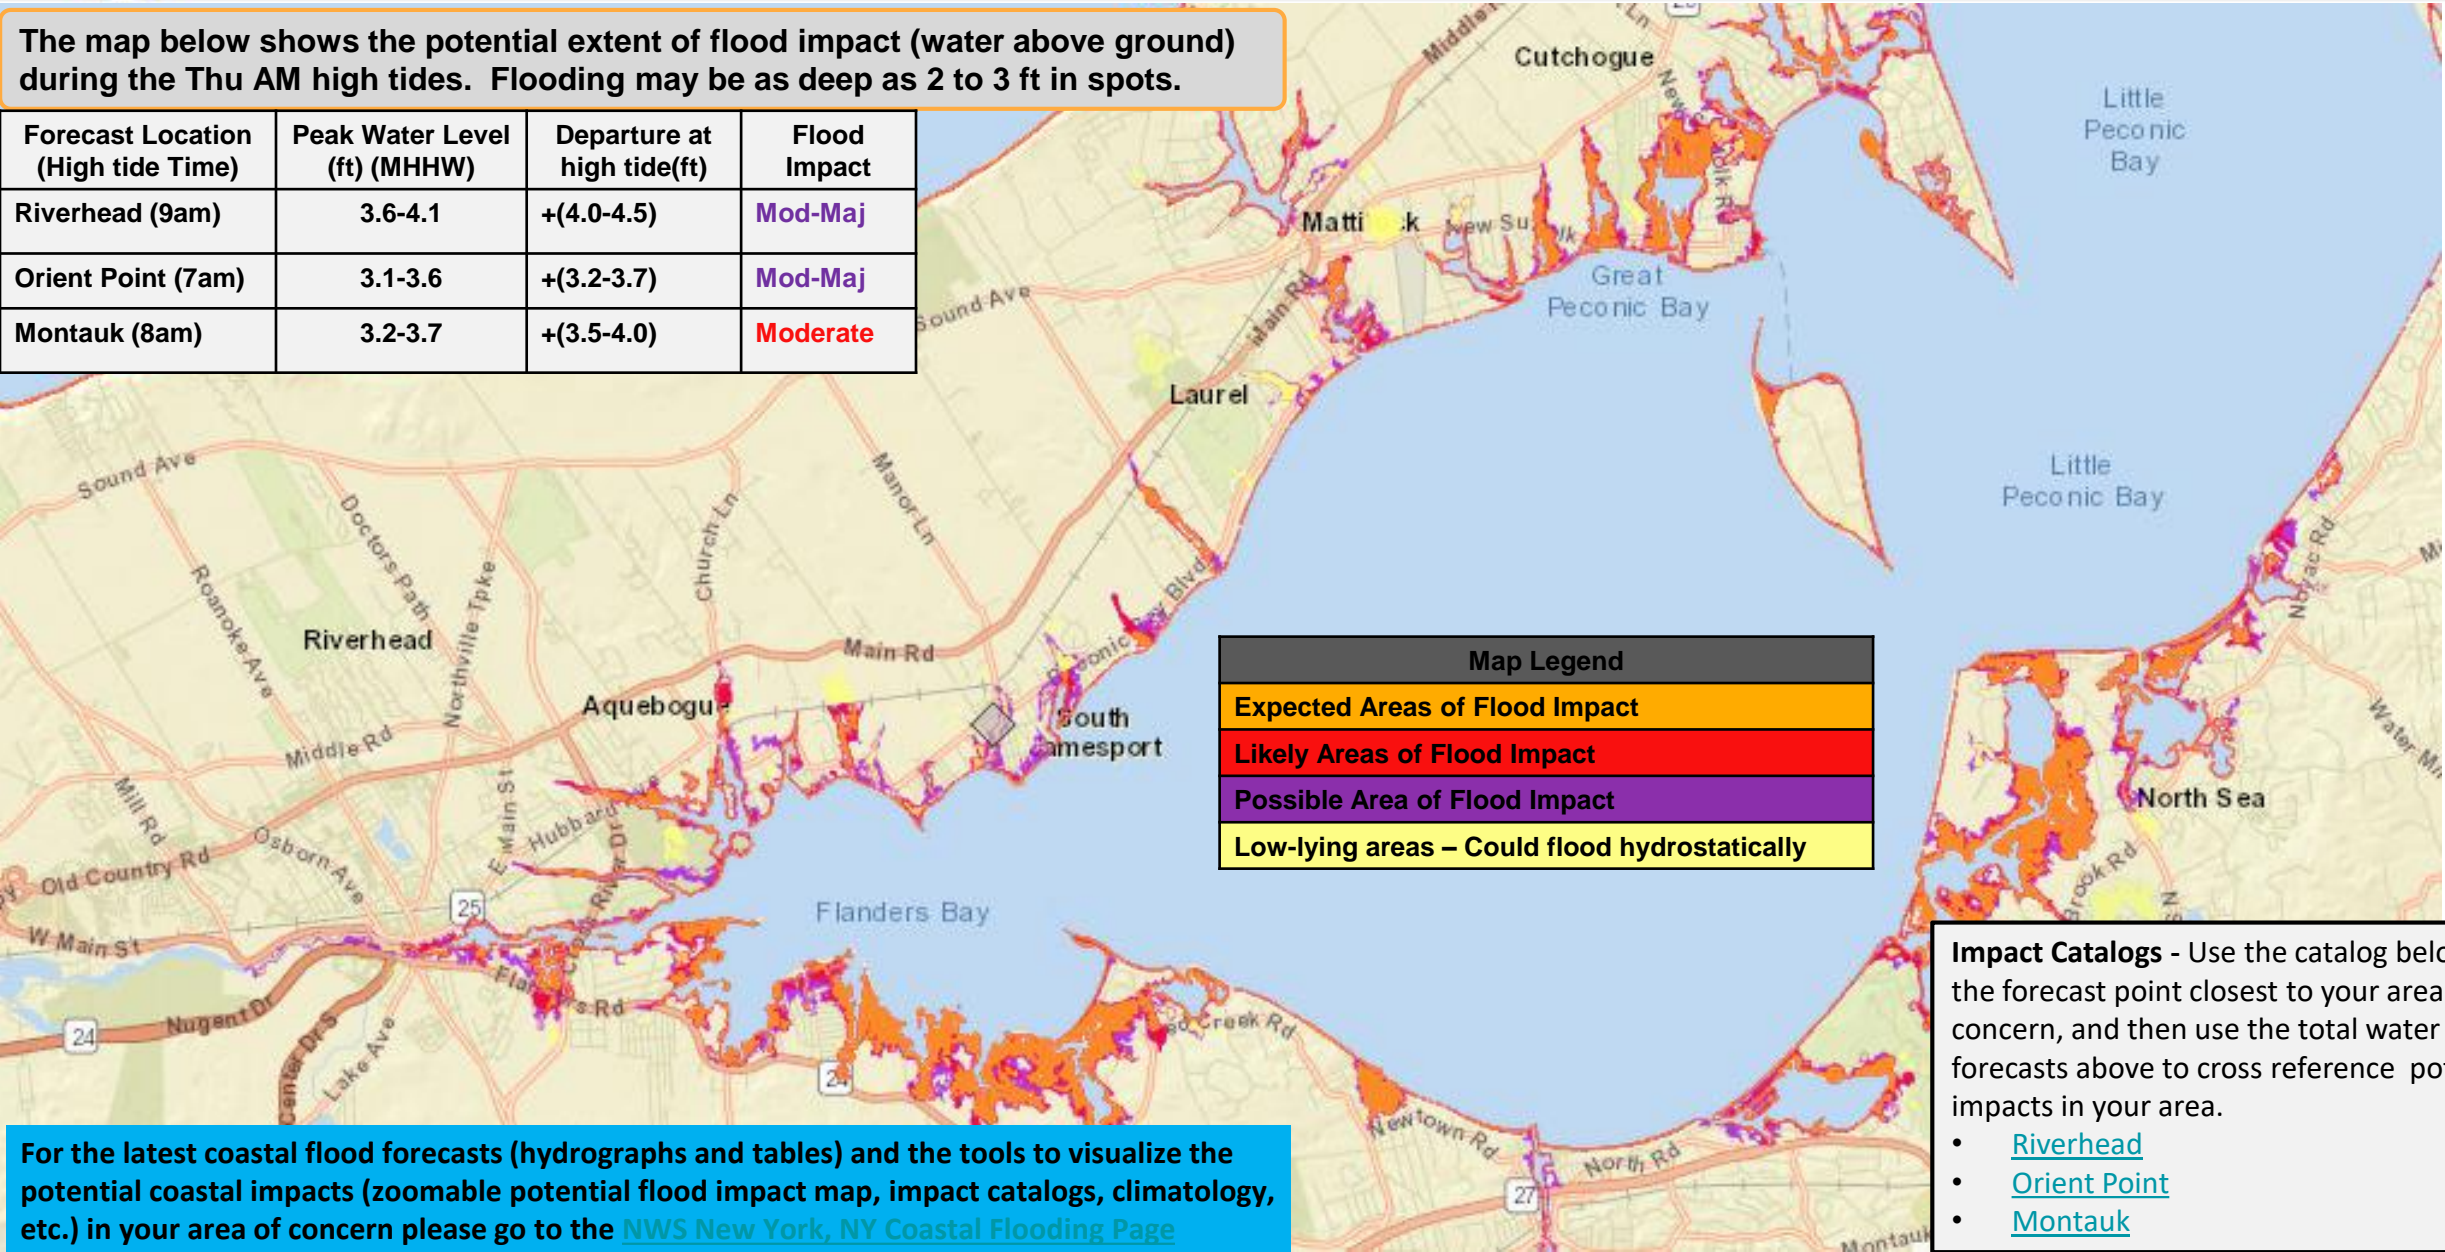 The map below shows the potential extent of flood impact (water above ground)
during the Thu AM high tides.  Flooding may be as deep as 2 to 3 ft in spots.
Forecast Location (High tide Time) Peak Water Level (ft) (MHHW) Departure at high tide(ft) Flood Impact
Riverhead (9am) 3.6-4.1 +(4.0-4.5) Mod-Maj
Orient Point (7am) 3.1-3.6 +(3.2-3.7) Mod-Maj
Montauk (8am) 3.2-3.7 +(3.5-4.0) Moderate
Cutchogue
Little
Peconic
Bay
Great
Peconic Bay
Sound Ave
Main Rd
Laurel
Little
Peconic Bay
Sound Ave
Doctors Path
Church Ln
Manor Ln
Roanoke Ave
Northville Tpke
Riverhead
Main Rd
Noyac Rd
Aquebogue
South
Middle Rd
Mill Rd
E Main St
Hubbard
Osborn Ave
Old Country Rd
North Sea
Map Legend
Expected Areas of Flood Impact
Likely Areas of Flood Impact
Possible Area of Flood Impact
Low-lying areas – Could flood hydrostatically
25
W Main St
Flanders Bay
Flanders Rd
24
Nugent Dr
Center Dr S
Lake Ave
24
Creek Rd
Newtown Rd
North Rd
27
Montauk
Impact Catalogs - Use the catalog
the forecast point closest to your area
concern, and then use the total water
forecasts above to cross reference
impacts in your area.
• Riverhead
• Orient Point
• Montauk
For the latest coastal flood forecasts (hydrographs and tables) and the tools to visualize the
potential coastal impacts (zoomable potential flood impact map, impact catalogs, climatology,
etc.) in your area of concern please go to the NWS New York, NY Coastal Flooding Page